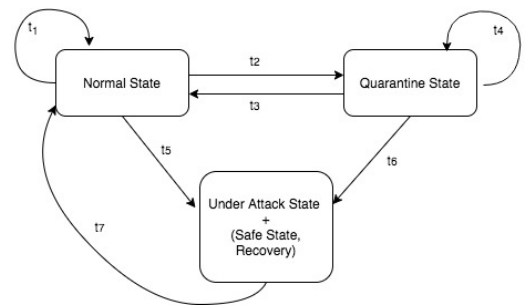 t1
t2
t4
Normal State
Quarantine State
t3
t5
t6
Under Attack State
+
(Safe State,
Recovery)
t7